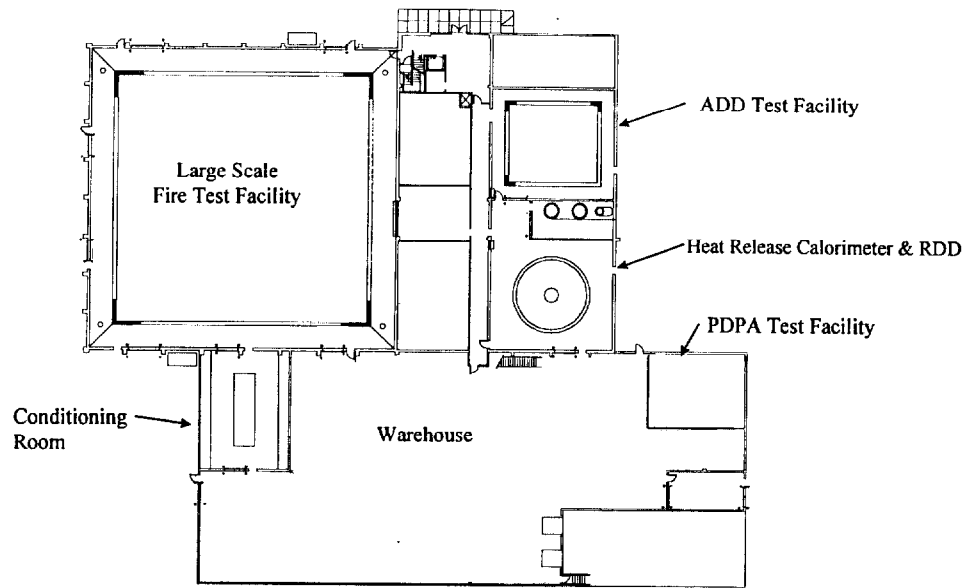 ADD Test Facility
Large Scale
Fire Test Facility
Heat Release Calorimeter & RDD
PDPA Test Facility
Conditioning
Room
Warehouse